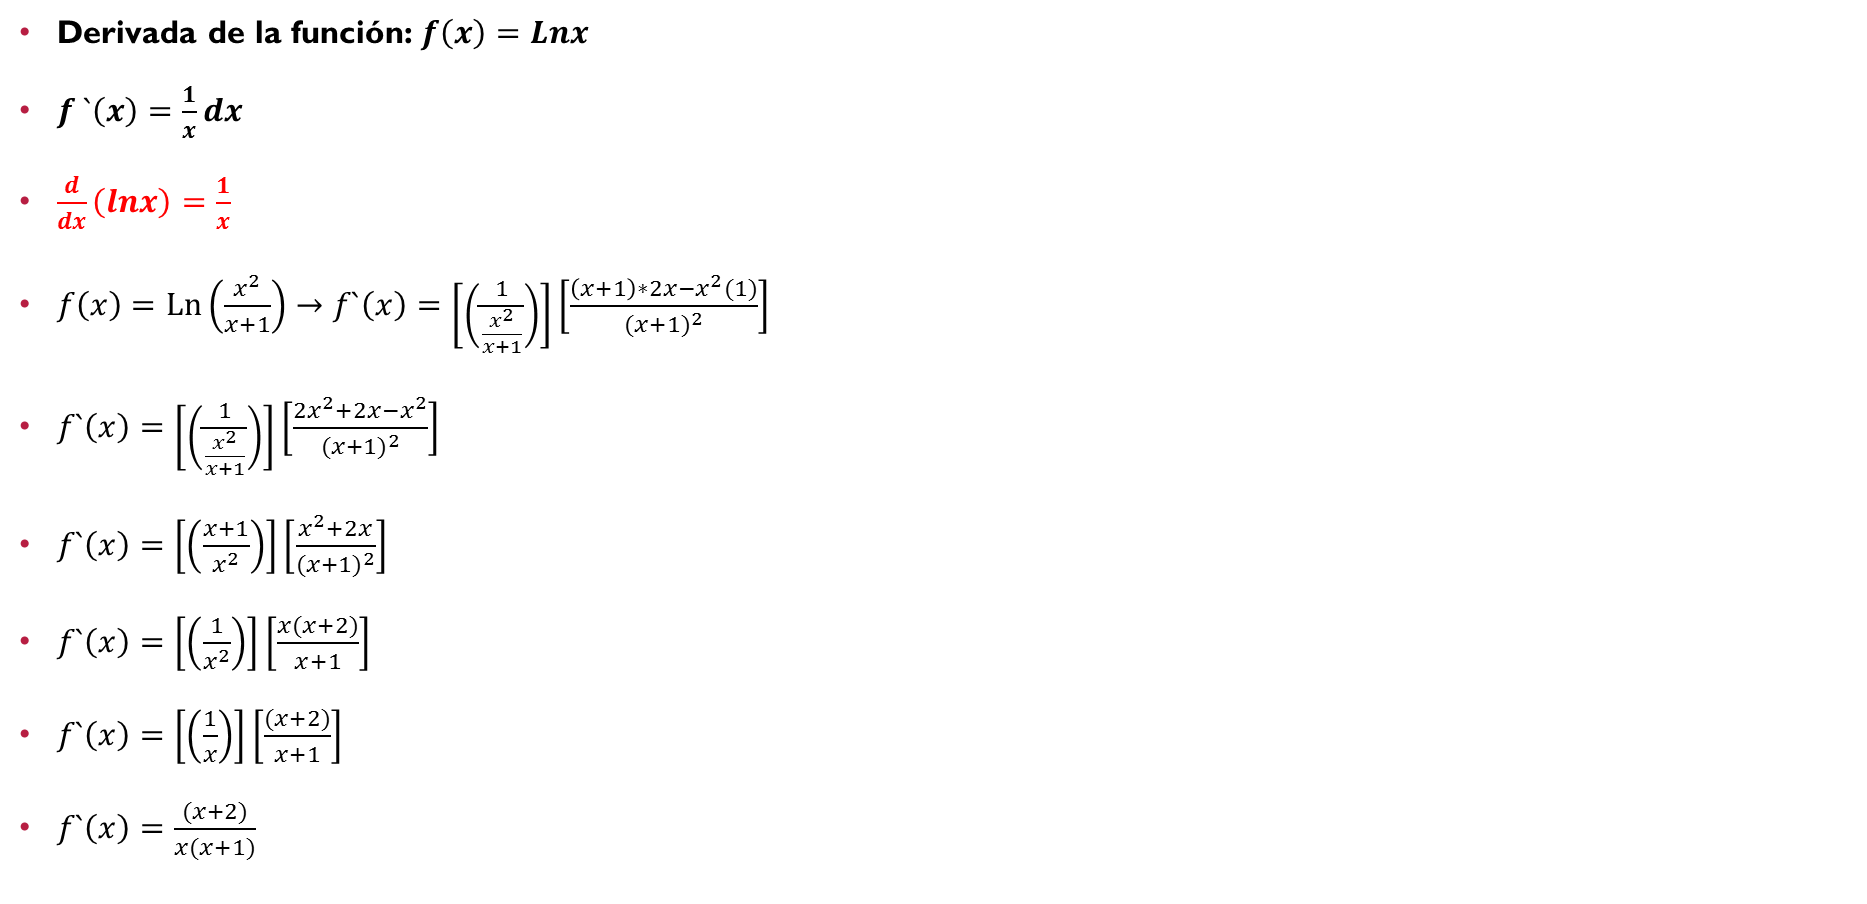 • Derivada de la función: f(x) = Lnx
• f `(x) = 1/x dx
• d/dx (lnx) = 1/x
• f(x) = Ln (x²/(x+1)) → f`(x) = [(1/(x²/(x+1)))] [((x+1)*2x−x²(1))/(x+1)²]
• f`(x) = [(1/(x²/(x+1)))] [(2x²+2x−x²)/(x+1)²]
• f`(x) = [((x+1)/x²)] [(x²+2x)/(x+1)²]
• f`(x) = [(1/x²)] [x(x+2)/(x+1)]
• f`(x) = [(1/x)] [(x+2)/(x+1)]
• f`(x) = (x+2)/(x(x+1))